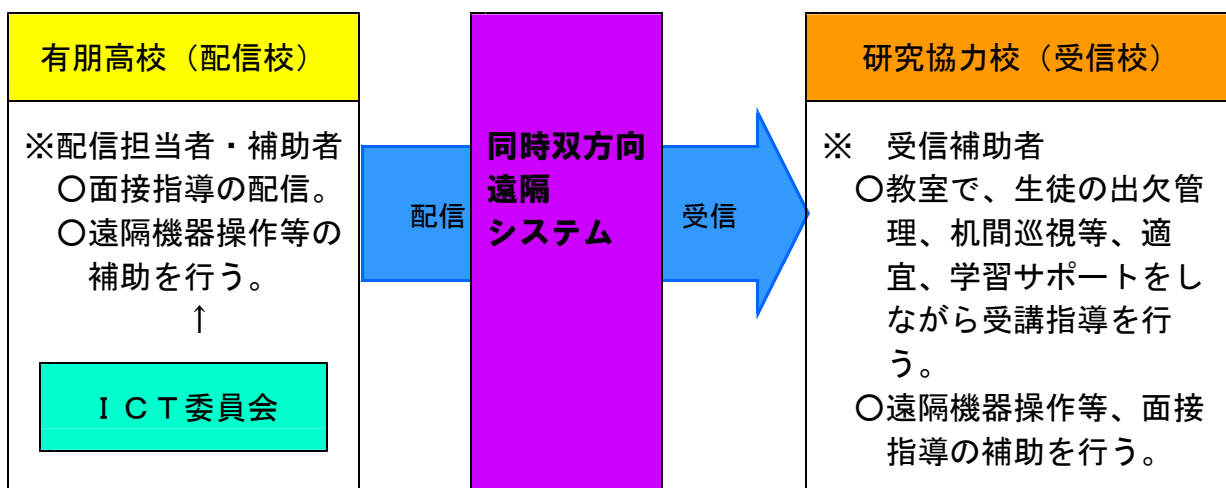 有朋高校（配信校）
※配信担当者・補助者
〇面接指導の配信。
〇遠隔機器操作等の
補助を行う。
↑
ＩＣＴ委員会
配信
同時双方向
遠隔
システム
受信
研究協力校（受信校）
※　受信補助者
〇教室で、生徒の出欠管
理、机間巡視等、適
宜、学習サポートをし
ながら受講指導を行
う。
〇遠隔機器操作等、面接
指導の補助を行う。